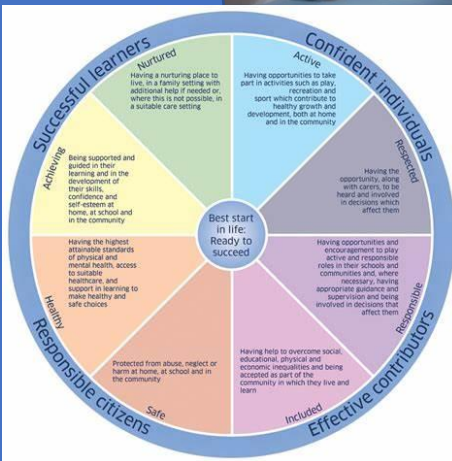 Successful learners
Confident individuals
Nurtured
Having a nurturing place to
live, in a family setting with
additional help if needed or,
where this is not possible, in
a suitable care setting
Active
Having opportunities to take
part in activities such as play,
recreation and
sport which contribute to
healthy growth and
development, both at home
and in the community
Achieving
Being supported and
guided in their
learning and in the
development of
their skills,
confidence and
self-esteem at
home, at school and
in the community
Respected
Having the
opportunity, along
with carers, to be
heard and involved
in decisions which
affect them
Best start
in life:
Ready to
succeed
Healthy
Having the highest
attainable standards
of physical and
mental health, access
to suitable
healthcare, and
support in learning to
make healthy and
safe choices
Responsible
Having opportunities and
encouragement to play
active and responsible
roles in their schools and
communities and, where
necessary, having
appropriate guidance and
supervision and being
involved in decisions that
affect them
Protected from abuse, neglect or
harm at home, at school and in
the community
Safe
Having help to overcome social,
educational, physical and
economic inequalities and being
accepted as part of the
community in which they live and
learn
Included
Responsible citizens
Effective contributors